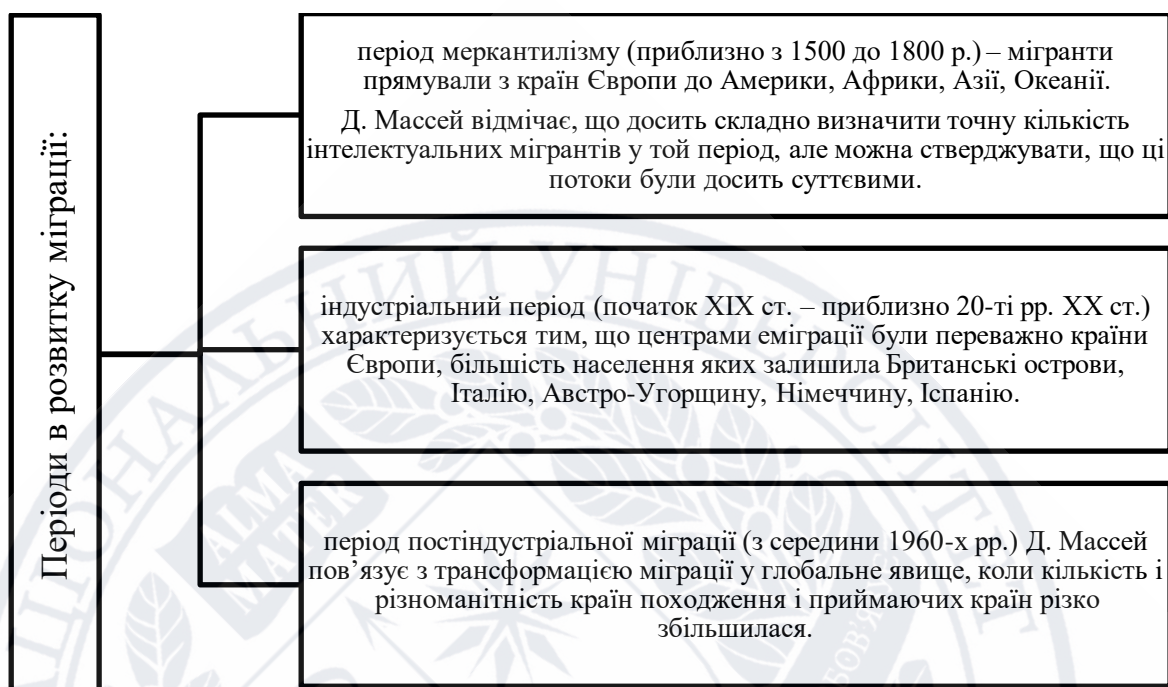 Періоди в розвитку міграції:
період меркантилізму (приблизно з 1500 до 1800 р.) – мігранти
прямували з країн Європи до Америки, Африки, Азії, Океанії.
Д. Массей відмічає, що досить складно визначити точну кількість
інтелектуальних мігрантів у той період, але можна стверджувати, що ці
потоки були досить суттєвими.
індустріальний період (початок ХІХ ст. – приблизно 20-ті рр. ХХ ст.)
характеризується тим, що центрами еміграції були переважно країни
Європи, більшість населення яких залишила Британські острови,
Італію, Австро-Угорщину, Німеччину, Іспанію.
період постіндустріальної міграції (з середини 1960-х рр.) Д. Массей
пов’язує з трансформацією міграції у глобальне явище, коли кількість і
різноманітність країн походження і приймаючих країн різко
збільшилася.
ALMA
MATER